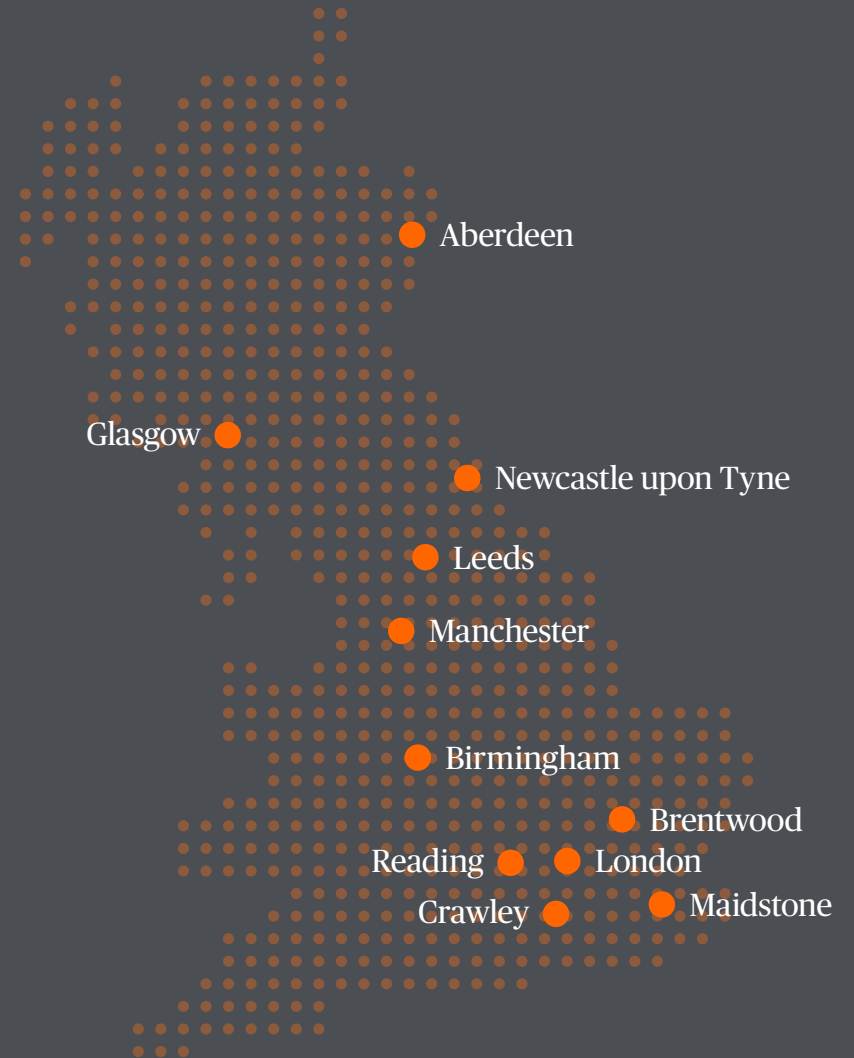 Aberdeen
Glasgow
Newcastle upon Tyne
Leeds
Manchester
Birmingham
Brentwood
Reading
London
Maidstone
Crawley